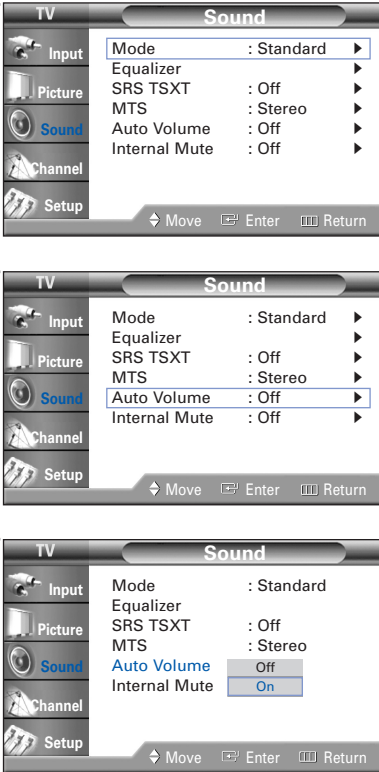 TV Sound
Input
Picture
Sound
Channel
Setup
Mode : Standard
Equalizer
SRS TSXT : Off
MTS : Stereo
Auto Volume : Off
Internal Mute : Off
Move Enter Return
TV Sound
Input
Picture
Sound
Channel
Setup
Mode : Standard
Equalizer
SRS TSXT : Off
MTS : Stereo
Auto Volume : Off
Internal Mute : Off
Move Enter Return
TV Sound
Input
Picture
Sound
Channel
Setup
Mode : Standard
Equalizer
SRS TSXT : Off
MTS : Stereo
Auto Volume Off
Internal Mute On
Move Enter Return